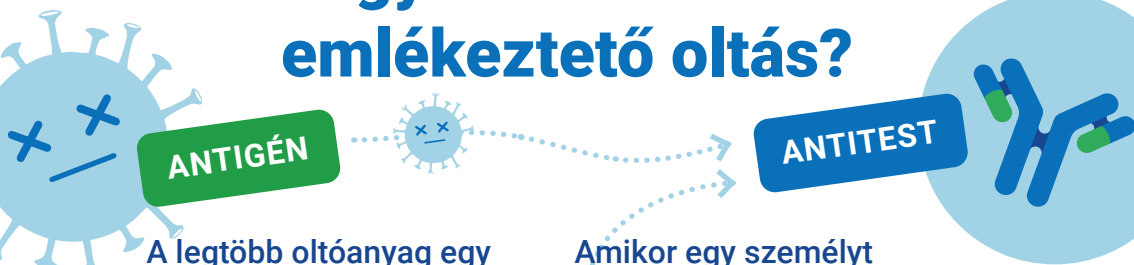 emlékeztető oltás?
ANTIGÉN
ANTITEST
A legtöbb oltóanyag egy
Amikor egy személyt